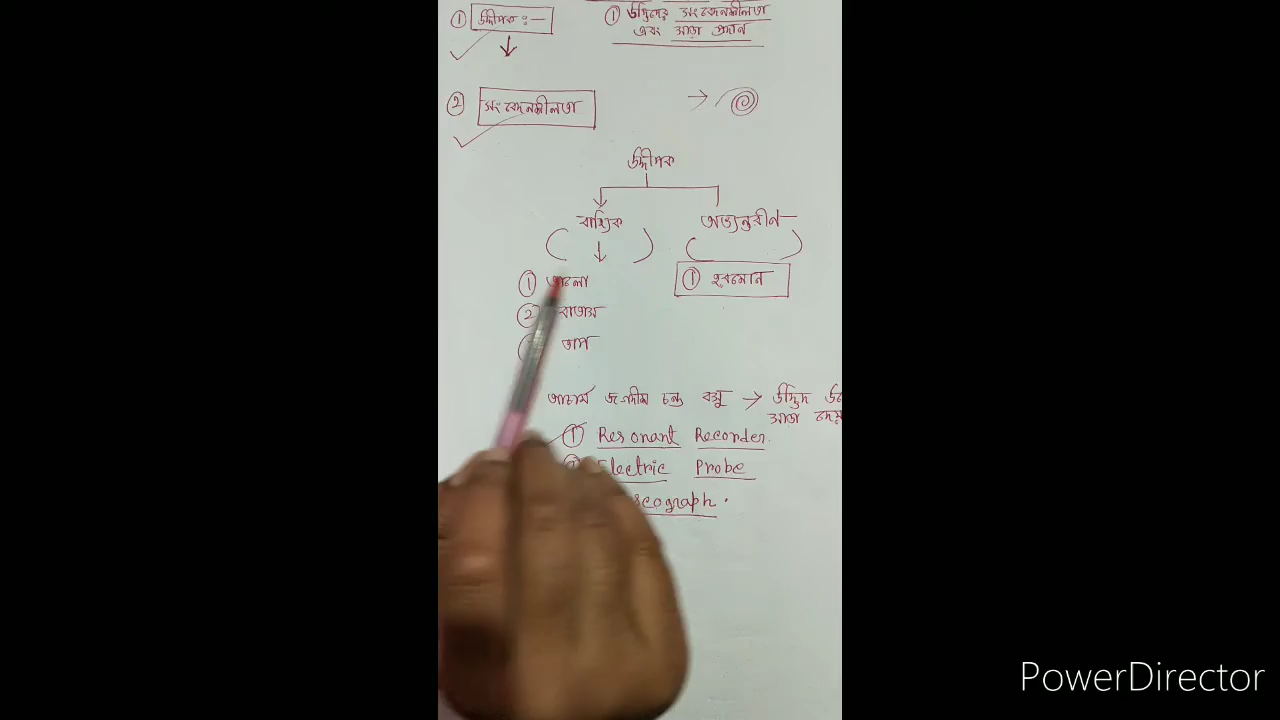 ① উদ্দীপক :—
① উদ্ভিদের সংবেদনশীলতা
এবং সাড়া প্রদান
② সংবেদনশীলতা
উদ্দীপক
বাহ্যিক
অভ্যন্তরীণ
① আলো
① হরমোন
② বাতাস
তাপ
আচার্য জগদীশ চন্দ্র বসু → উদ্ভিদ
সাড়া দেয়
① Resonant Recorder.
Electric Probe
PowerDirector